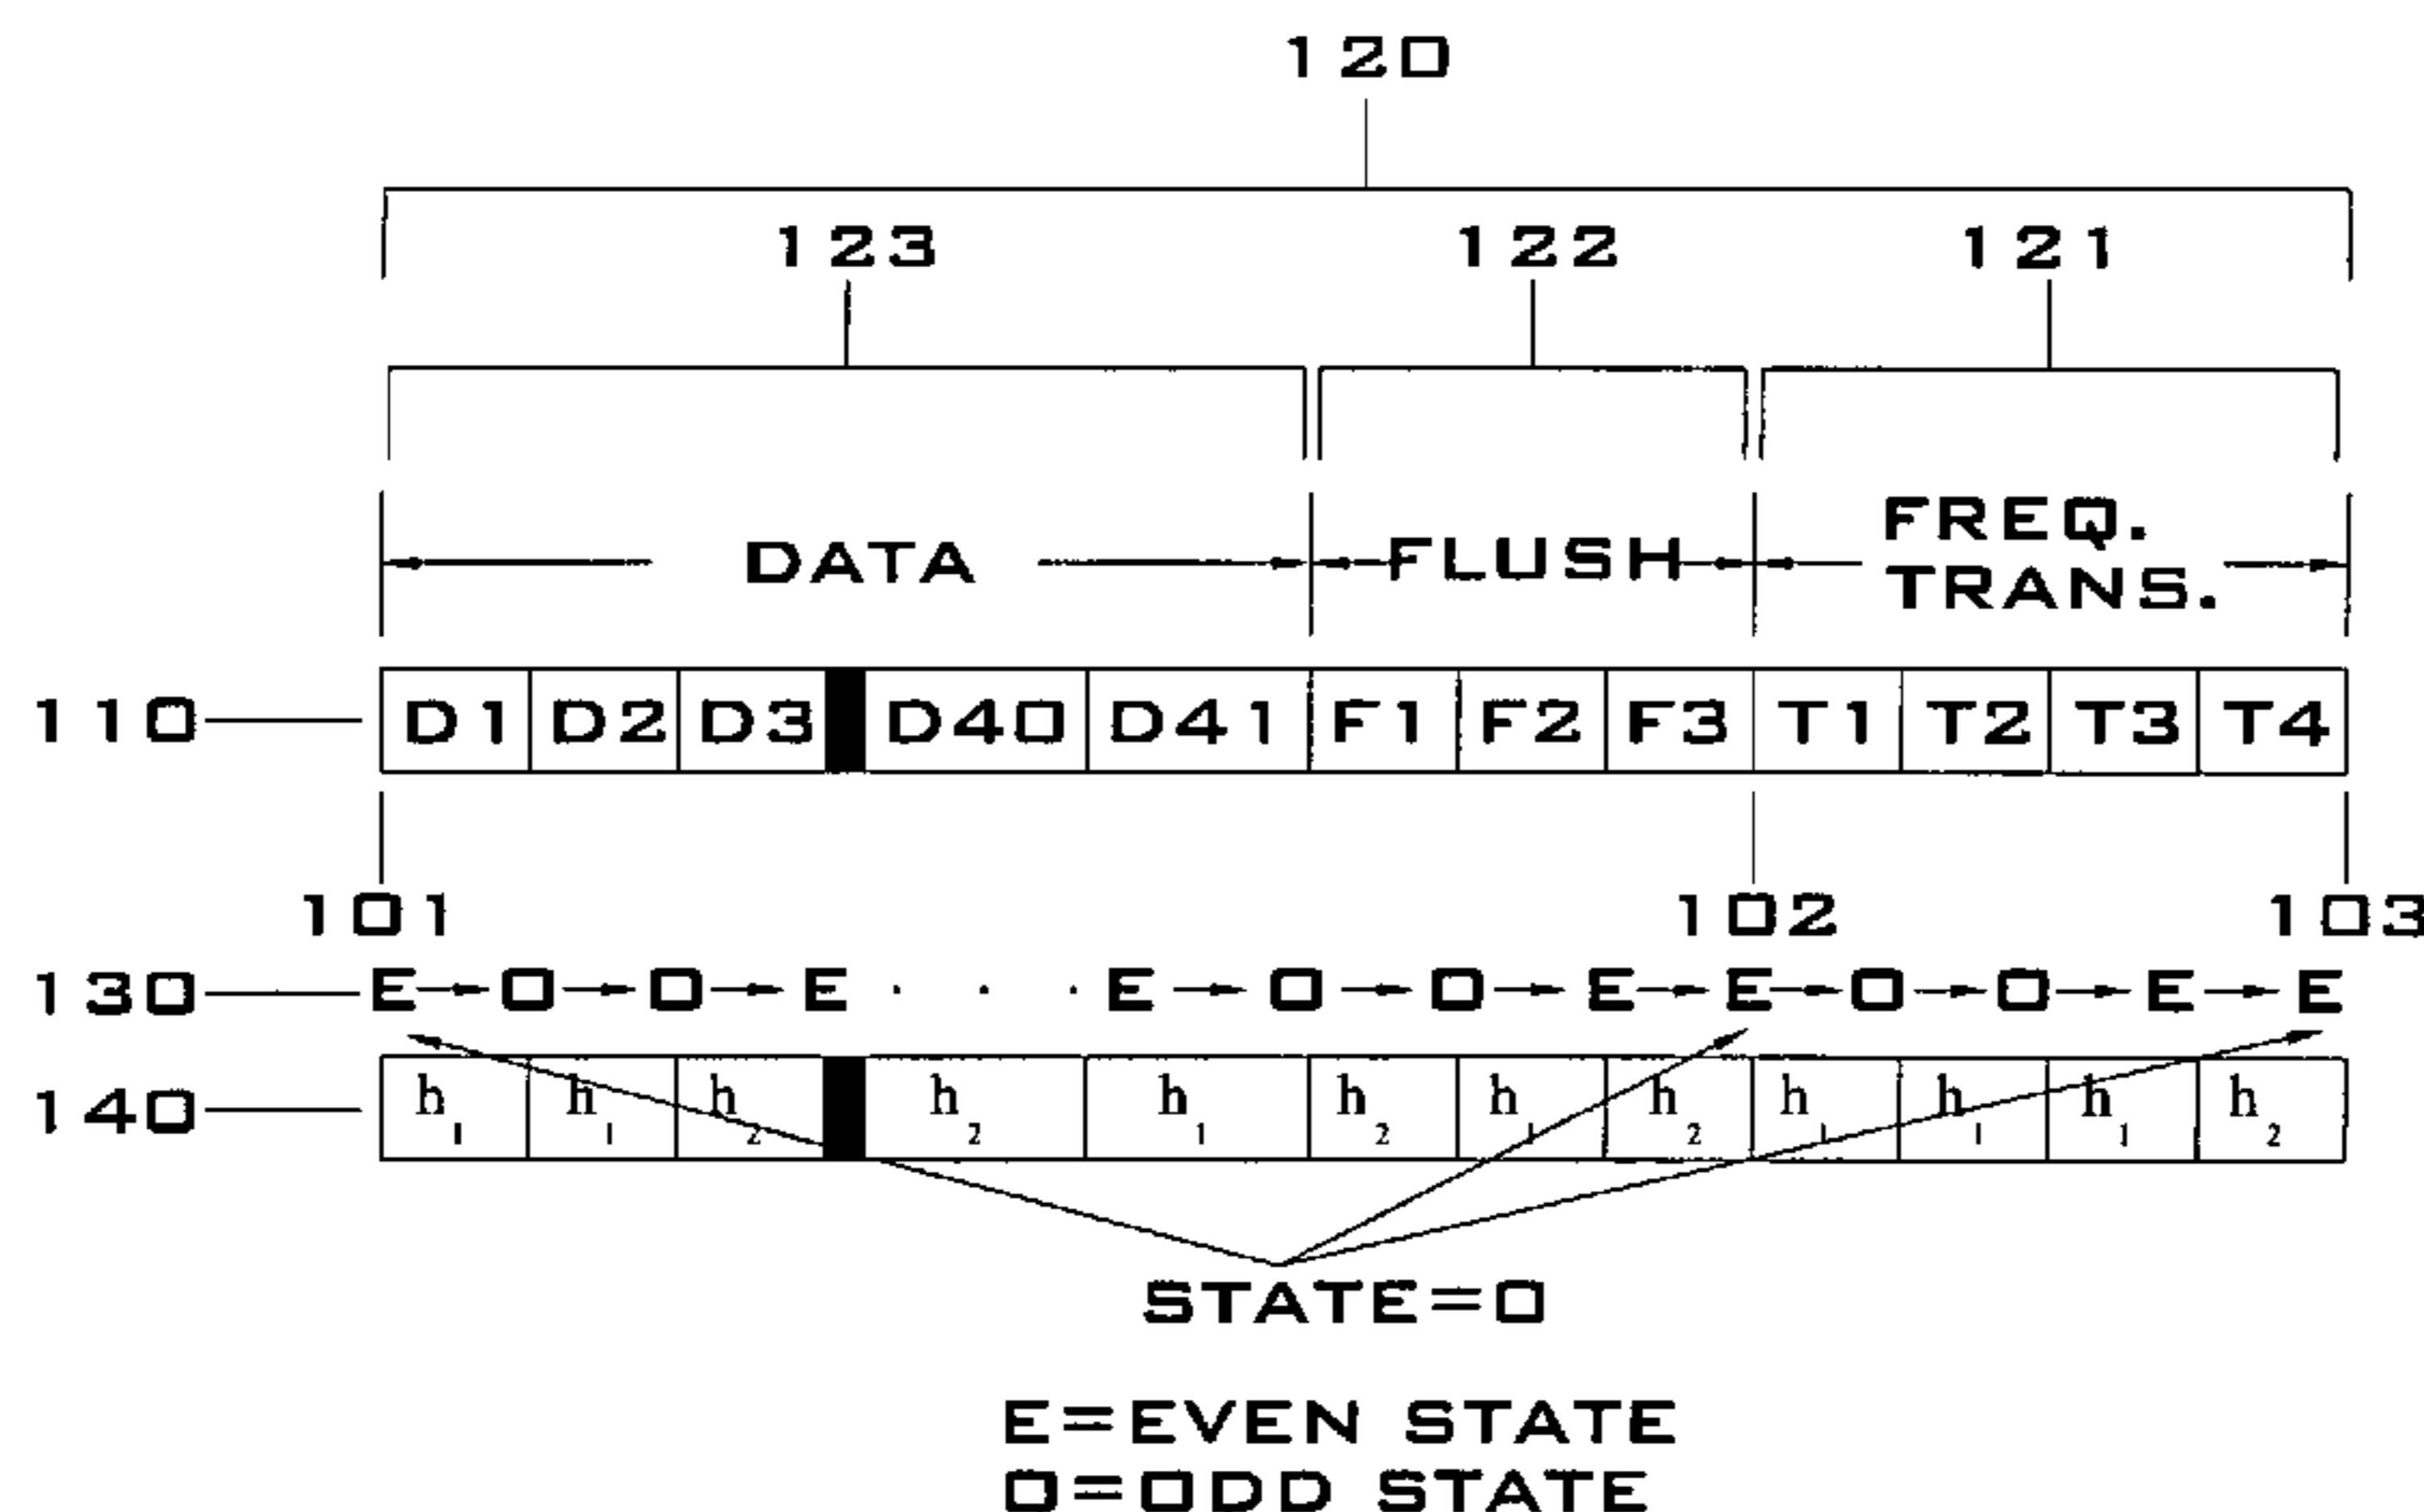 120
123 122 121
DATA FLUSH FREQ. TRANS.
110 D1 D2 D3 D40 D41 F1 F2 F3 T1 T2 T3 T4
101 102 103
130 E O O E . . . E O O E E O O E E
140 h1 h1 h2 h2 h1 h2 h1 h2 h1 h1 h1 h2
STATE=0
E=EVEN STATE
O=ODD STATE